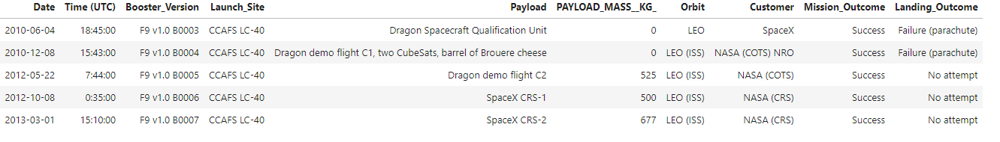 Date Time (UTC) Booster_Version Launch_Site Payload PAYLOAD_MASS__KG_ Orbit Customer Mission_Outcome Landing_Outcome
2010-06-04 18:45:00 F9 v1.0 B0003 CCAFS LC-40 Dragon Spacecraft Qualification Unit 0 LEO SpaceX Success Failure (parachute)
2010-12-08 15:43:00 F9 v1.0 B0004 CCAFS LC-40 Dragon demo flight C1, two CubeSats, barrel of Brouere cheese 0 LEO (ISS) NASA (COTS) NRO Success Failure (parachute)
2012-05-22 7:44:00 F9 v1.0 B0005 CCAFS LC-40 Dragon demo flight C2 525 LEO (ISS) NASA (COTS) Success No attempt
2012-10-08 0:35:00 F9 v1.0 B0006 CCAFS LC-40 SpaceX CRS-1 500 LEO (ISS) NASA (CRS) Success No attempt
2013-03-01 15:10:00 F9 v1.0 B0007 CCAFS LC-40 SpaceX CRS-2 677 LEO (ISS) NASA (CRS) Success No attempt